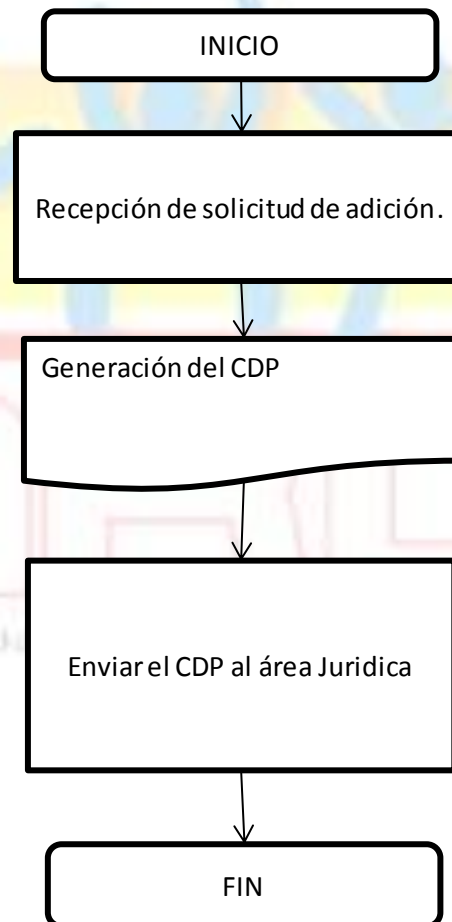 INICIO
Recepción de solicitud de adición.
Generación del CDP
Enviar el CDP al área Juridica
FIN